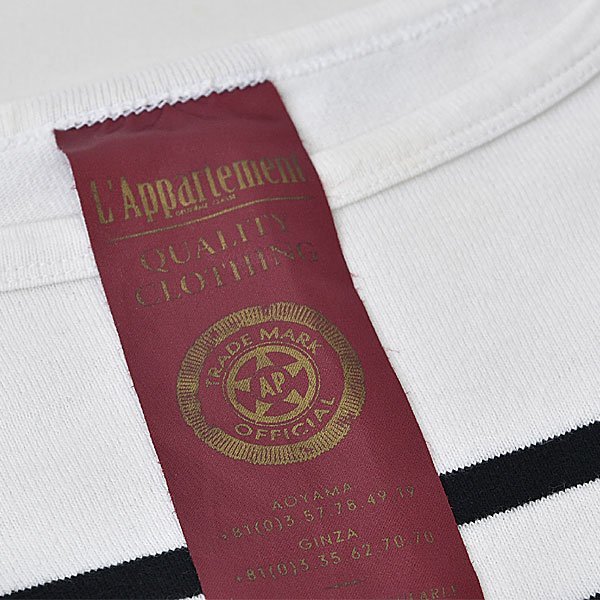 L'Appartement
QUALITY
CLOTHING
TRADE MARK
AP
OFFICIAL
AOYAMA
+81(0)3 57 78 49 19
GINZA
+81(0)3 35 62 70 70